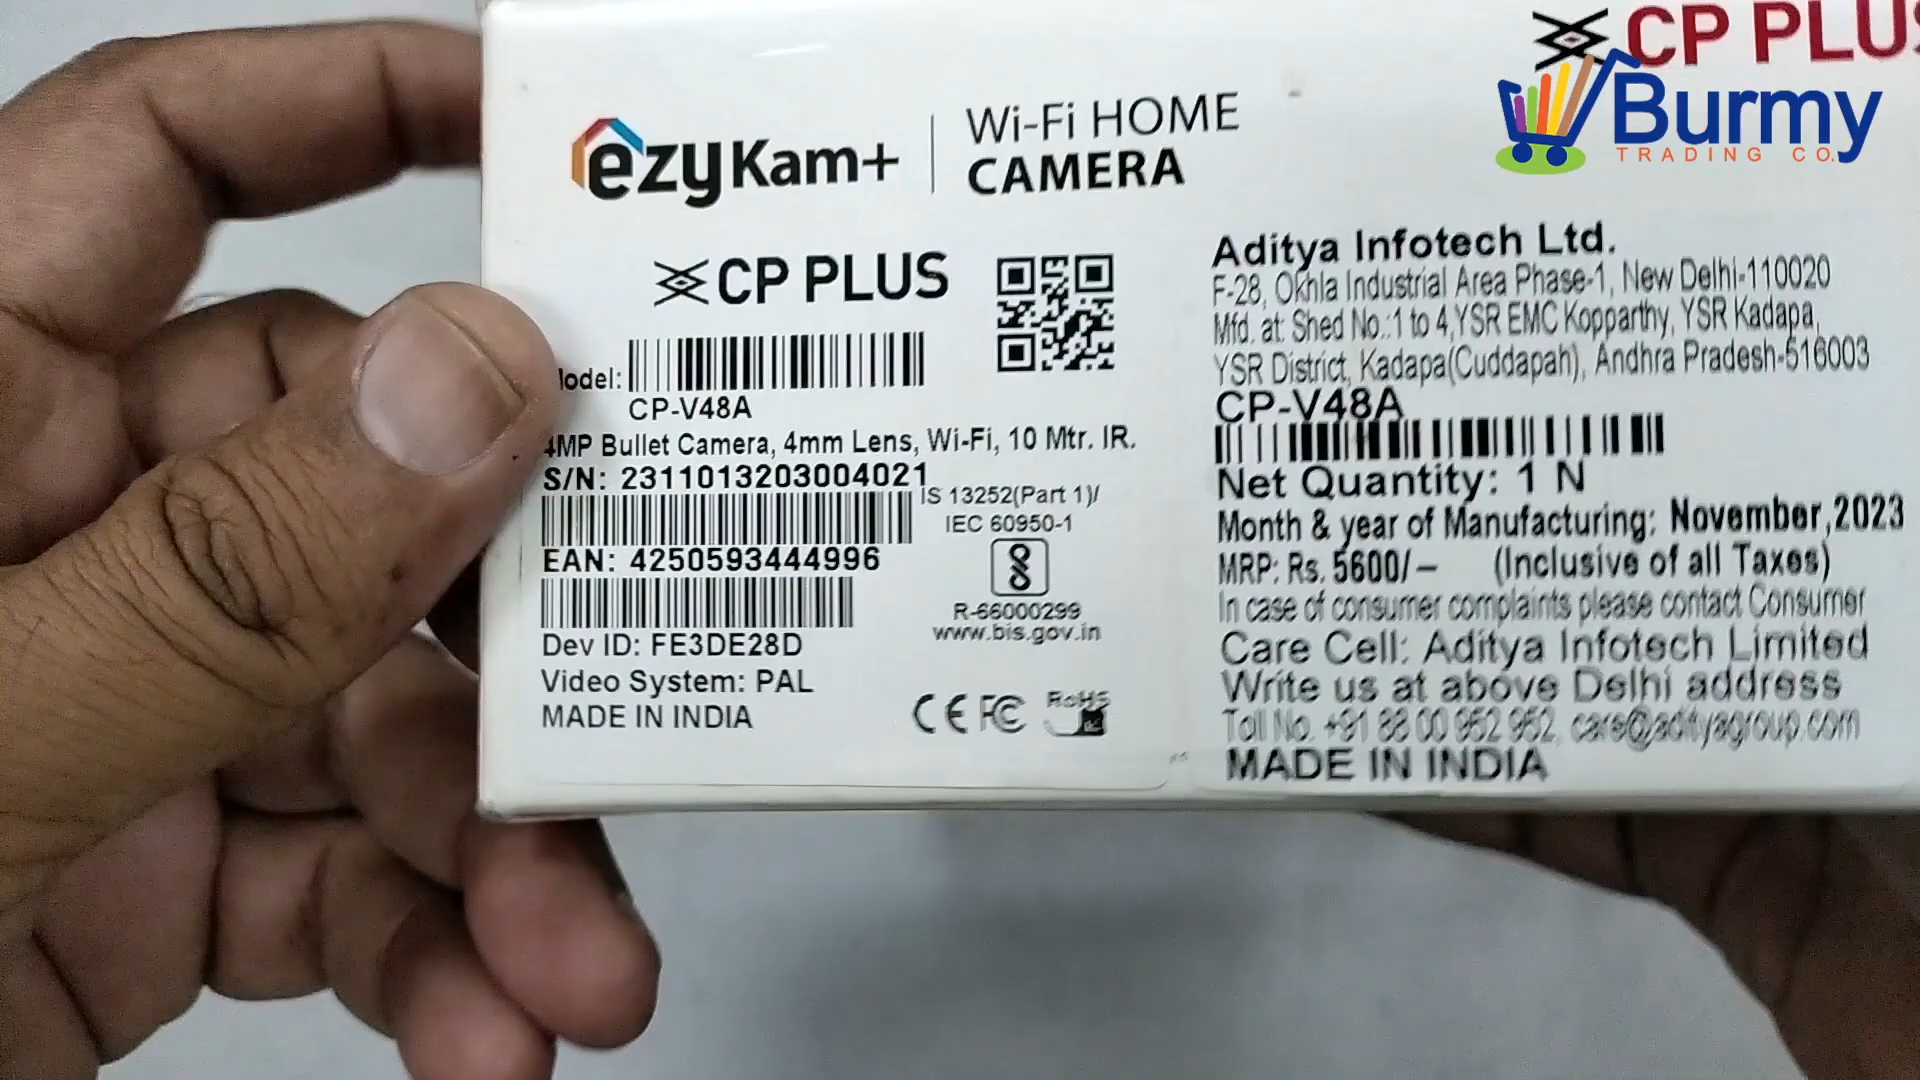 CP PLUS
Burmy
TRADING CO.
ezyKam+
Wi-Fi HOME
CAMERA
CP PLUS
odel:
CP-V48A
4MP Bullet Camera, 4mm Lens, Wi-Fi, 10 Mtr. IR.
S/N: 2311013203004021
IS 13252(Part 1)/
IEC 60950-1
EAN: 4250593444996
R-66000299
www.bis.gov.in
Dev ID: FE3DE28D
Video System: PAL
MADE IN INDIA
CE FC RoHS
Aditya Infotech Ltd.
F-28, Okhla Industrial Area Phase-1, New Delhi-110020
Mfd. at: Shed No.:1 to 4,YSR EMC Kopparthy, YSR Kadapa,
YSR District, Kadapa(Cuddapah), Andhra Pradesh-516003
CP-V48A
Net Quantity: 1 N
Month & year of Manufacturing: November,2023
MRP: Rs. 5600/– (Inclusive of all Taxes)
In case of consumer complaints please contact Consumer
Care Cell: Aditya Infotech Limited
Write us at above Delhi address
Toll No. +91 88 00 952 952, care@adityagroup.com
MADE IN INDIA